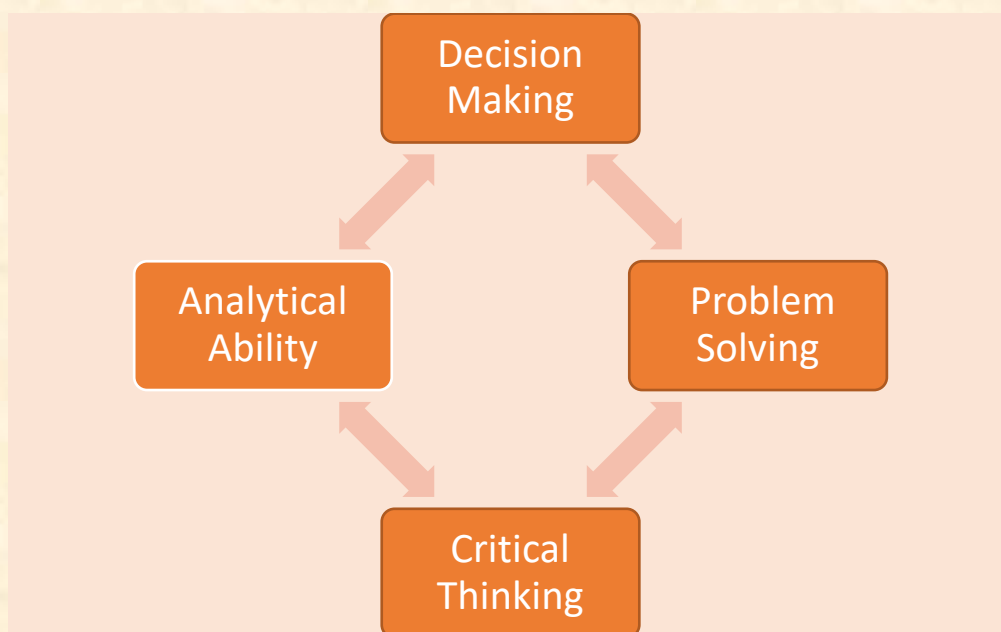 Decision
Making
Analytical
Ability
Problem
Solving
Critical
Thinking